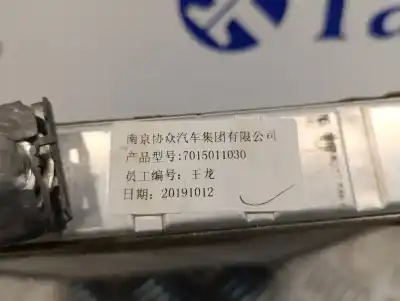 南京协众汽车集团有限公司
产品型号:7015011030
员工编号: 王龙
日期: 20191012